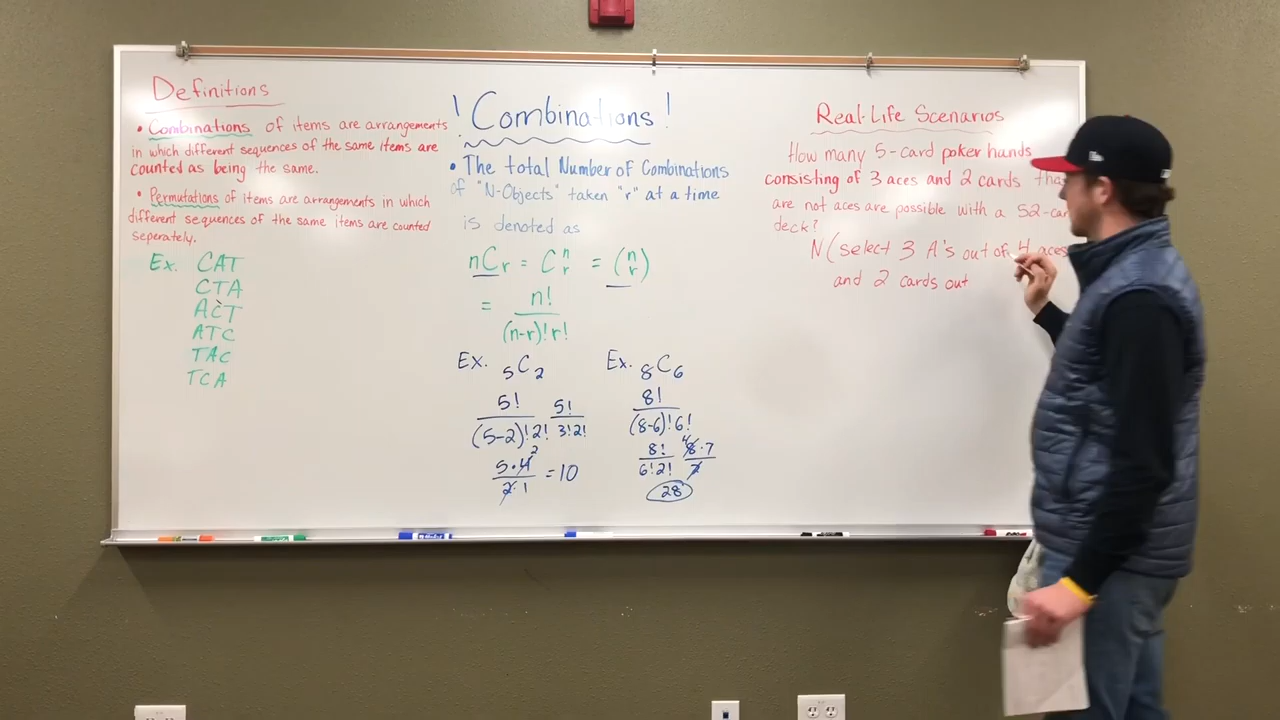 Definitions
• Combinations of items are arrangements
in which different sequences of the same items are
counted as being the same.
• Permutations of items are arrangements in which
different sequences of the same items are counted
seperately.
Ex. CAT
CTA
ACT
ATC
TAC
TCA
! Combinations!
• The total Number of Combinations
of "N-Objects" taken "r" at a time
is denoted as
nCr = C n r = (n r)
= n! / (n-r)! r!
Ex. 5C2
5! / (5-2)! 2! 5! / 3! 2!
5·4 2 / 2·1 = 10
Ex. 8C6
8! / (8-6)! 6!
8! / 6! 2! 4 8·7 / 2
28
Real-Life Scenarios
How many 5-card poker hands
consisting of 3 aces and 2 cards
are not aces are possible with a 52-
deck?
N(select 3 A's out of 4 aces
and 2 cards out